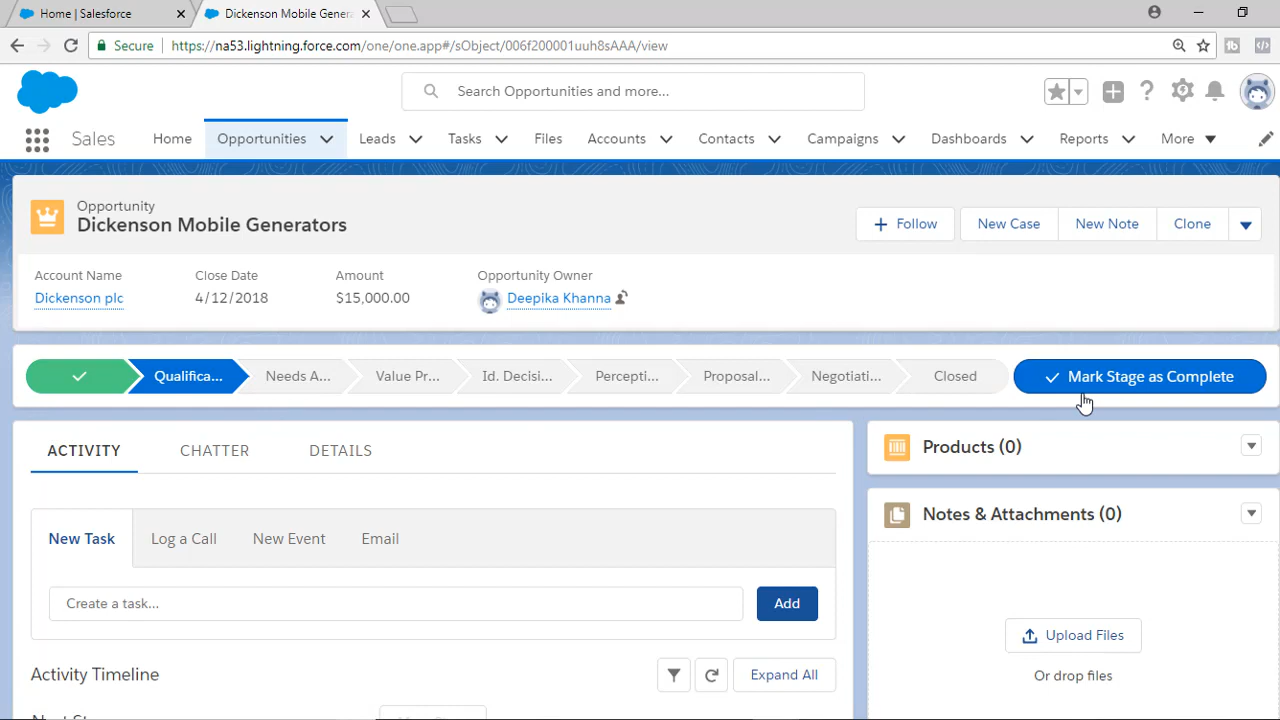 Home | Salesforce
Dickenson Mobile Genera
Secure
https://na53.lightning.force.com/one/one.app#/sObject/006f200001uuh8sAAA/view
Search Opportunities and more...
Sales
Home
Opportunities
Leads
Tasks
Files
Accounts
Contacts
Campaigns
Dashboards
Reports
More
Opportunity
Dickenson Mobile Generators
Follow
New Case
New Note
Clone
Account Name
Close Date
Amount
Opportunity Owner
Dickenson plc
4/12/2018
$15,000.00
Deepika Khanna
Qualifica...
Needs A...
Value Pr...
Id. Decisi...
Percepti...
Proposal...
Negotiati...
Closed
Mark Stage as Complete
ACTIVITY
CHATTER
DETAILS
Products (0)
Notes & Attachments (0)
New Task
Log a Call
New Event
Email
Create a task...
Add
Upload Files
Or drop files
Activity Timeline
Expand All